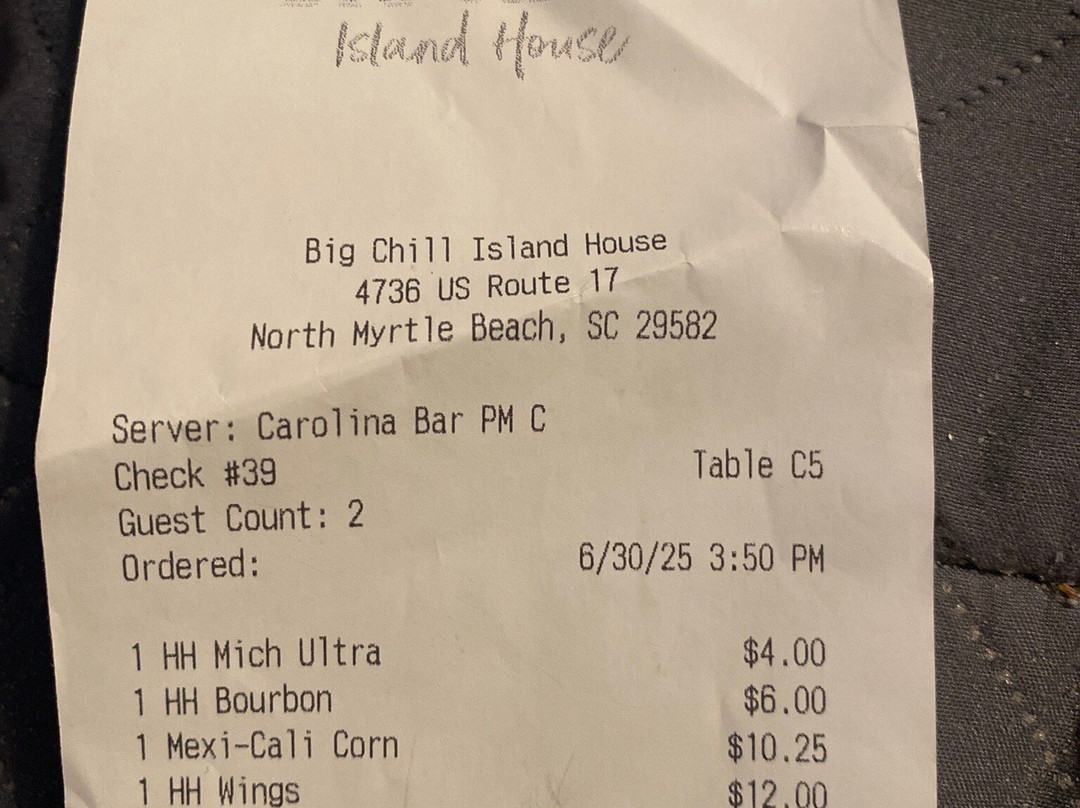 Island House
Big Chill Island House
4736 US Route 17
North Myrtle Beach, SC 29582
Server: Carolina Bar PM C
Check #39 Table C5
Guest Count: 2
Ordered: 6/30/25 3:50 PM
1 HH Mich Ultra $4.00
1 HH Bourbon $6.00
1 Mexi-Cali Corn $10.25
1 HH Wings $12.00